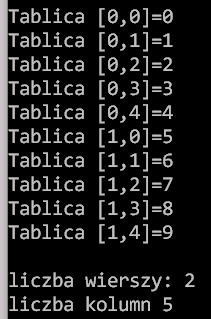 Tablica [0,0]=0
Tablica [0,1]=1
Tablica [0,2]=2
Tablica [0,3]=3
Tablica [0,4]=4
Tablica [1,0]=5
Tablica [1,1]=6
Tablica [1,2]=7
Tablica [1,3]=8
Tablica [1,4]=9
liczba wierszy: 2
liczba kolumn 5